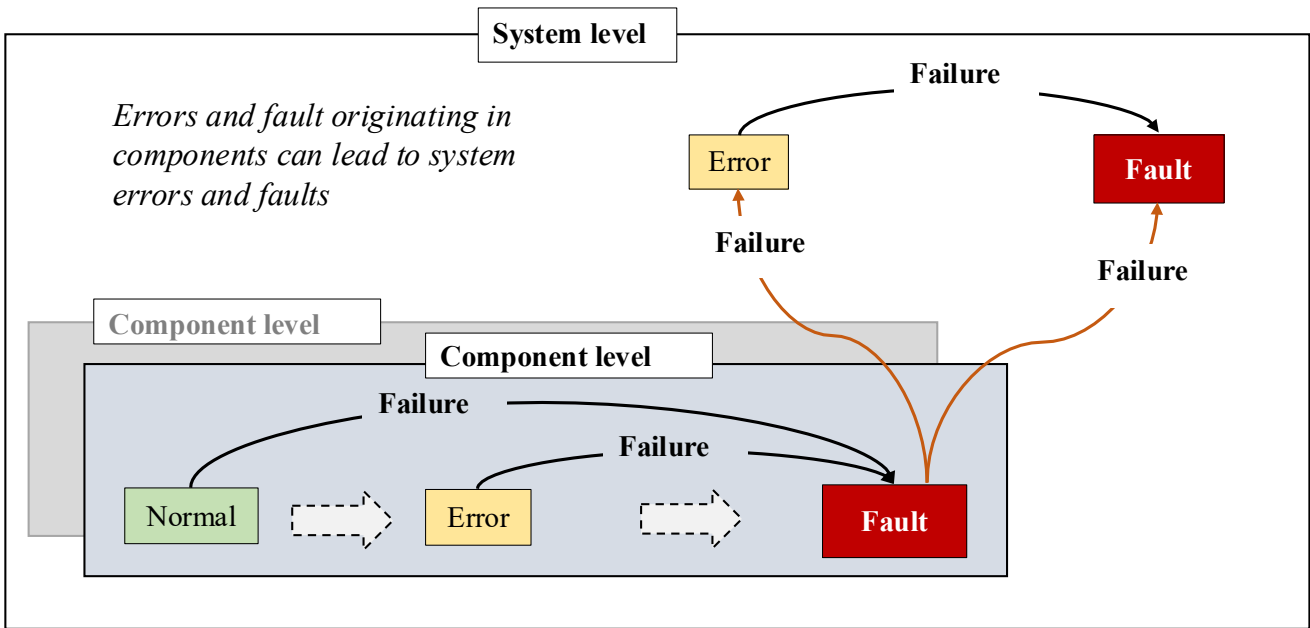 System level
Failure
Errors and fault originating in
components can lead to system
errors and faults
Error
Fault
Failure
Failure
Component level
Component level
Failure
Failure
Normal
Error
Fault